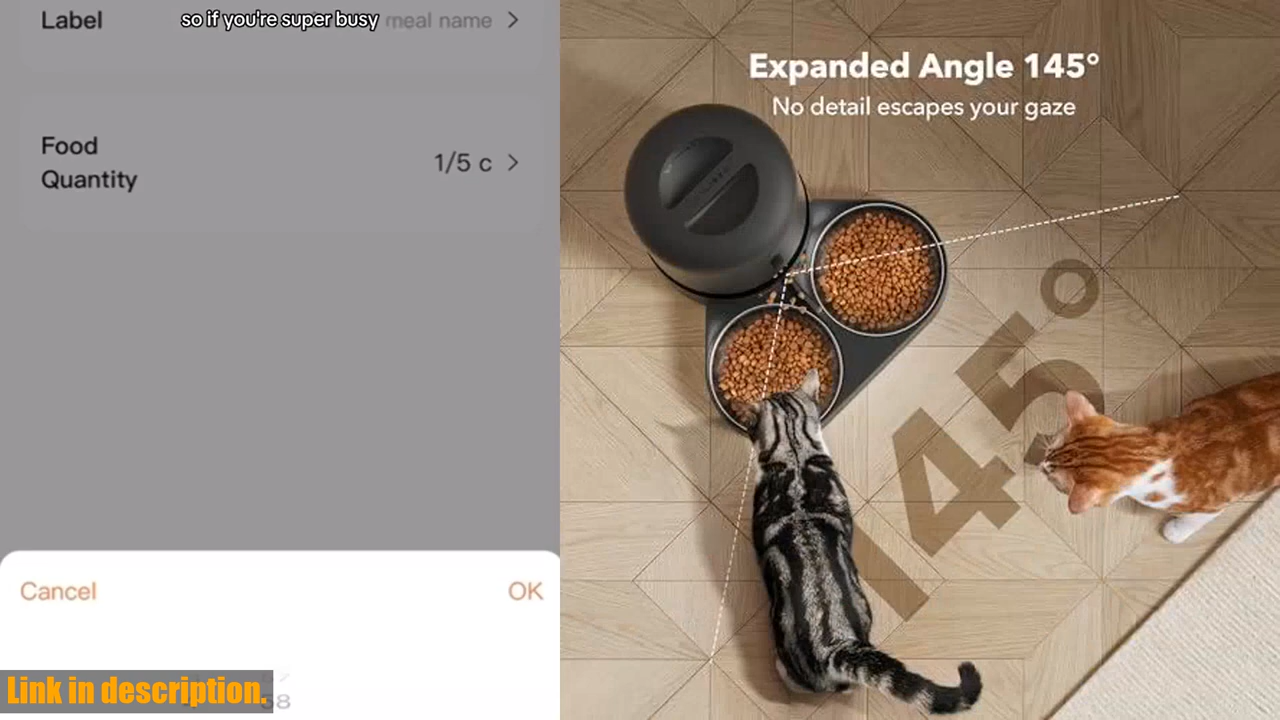 Label
so if you're super busy
meal name
Food
Quantity
1/5 c
Cancel
OK
58
Link in description.
Expanded Angle 145°
No detail escapes your gaze
145°